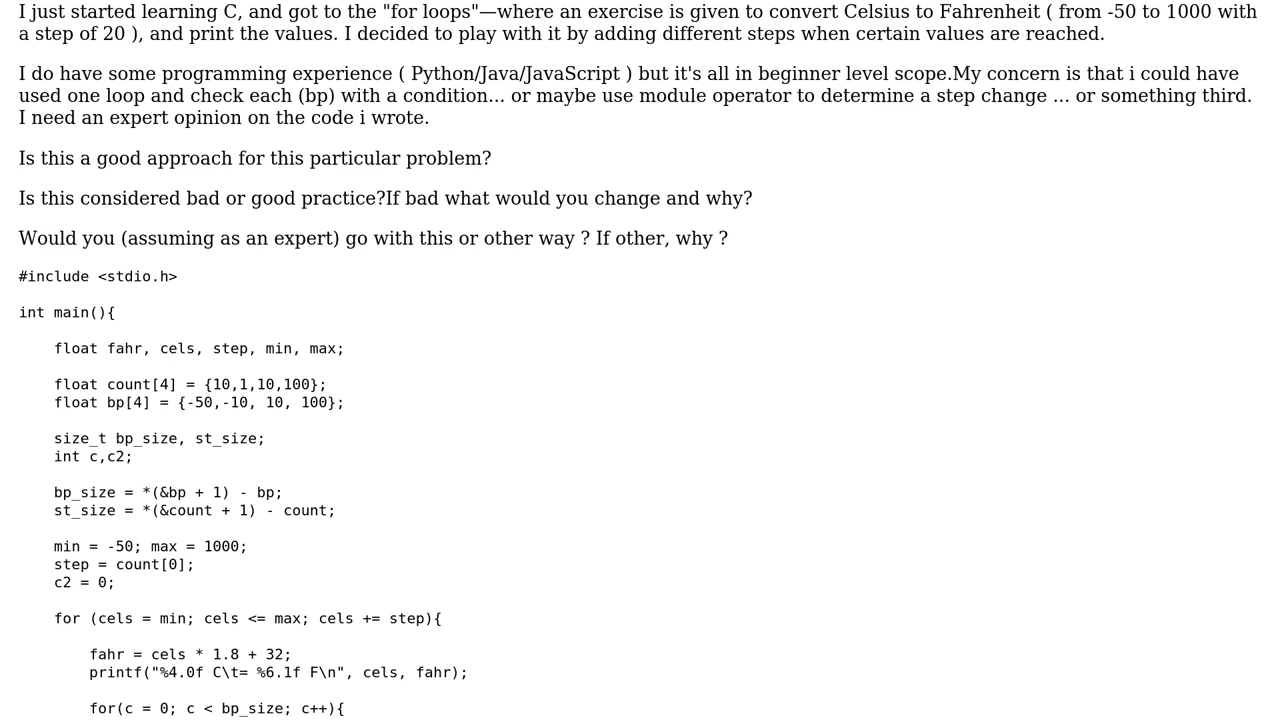 I just started learning C, and got to the "for loops"—where an exercise is given to convert Celsius to Fahrenheit ( from -50 to 1000 with
a step of 20 ), and print the values. I decided to play with it by adding different steps when certain values are reached.
I do have some programming experience ( Python/Java/JavaScript ) but it's all in beginner level scope.My concern is that i could have
used one loop and check each (bp) with a condition... or maybe use module operator to determine a step change ... or something third.
I need an expert opinion on the code i wrote.
Is this a good approach for this particular problem?
Is this considered bad or good practice?If bad what would you change and why?
Would you (assuming as an expert) go with this or other way ? If other, why ?
#include <stdio.h>
int main(){
    float fahr, cels, step, min, max;
    float count[4] = {10,1,10,100};
    float bp[4] = {-50,-10, 10, 100};
    size_t bp_size, st_size;
    int c,c2;
    bp_size = *(&bp + 1) - bp;
    st_size = *(&count + 1) - count;
    min = -50; max = 1000;
    step = count[0];
    c2 = 0;
    for (cels = min; cels <= max; cels += step){
        fahr = cels * 1.8 + 32;
        printf("%4.0f C\t= %6.1f F\n", cels, fahr);
        for(c = 0; c < bp_size; c++){